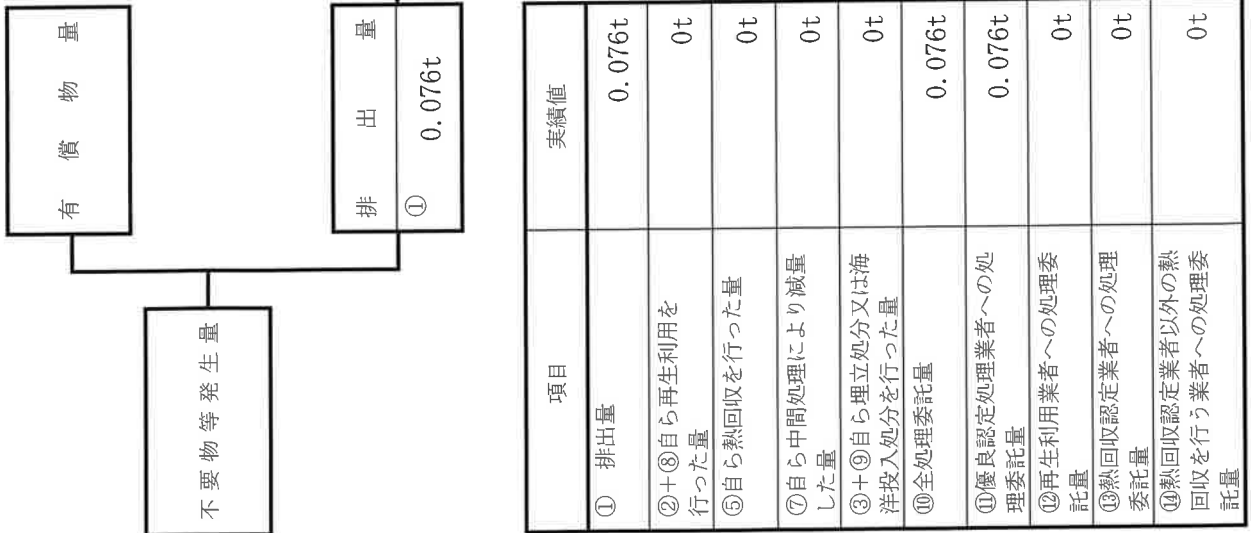 有償物量
不要物等発生量
排出量
① 0.076t
項目 実績値
① 排出量 0.076t
②+⑧自ら再生利用を
行った量 0t
⑤自ら熱回収を行った量 0t
⑦自ら中間処理により減量
した量 0t
③+⑨自ら埋立処分又は海
洋投入処分を行った量 0t
⑩全処理委託量 0.076t
⑪優良認定処理業者への処
理委託量 0.076t
⑫再生利用業者への処理委
託量 0t
⑬熱回収認定業者への処理
委託量 0t
⑭熱回収認定業者以外の熱
回収を行う業者への処理委
託量 0t